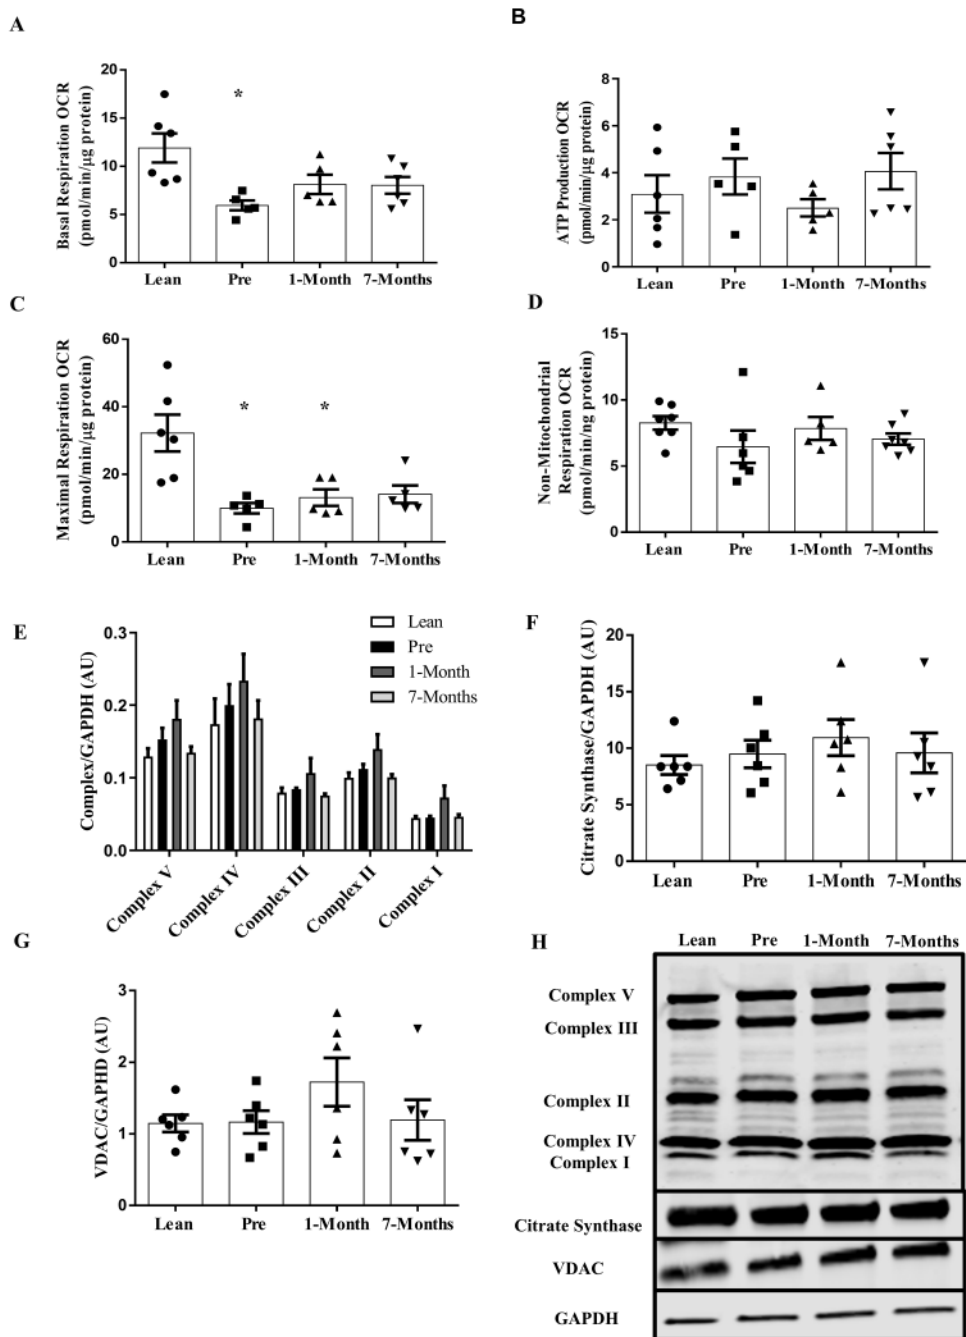 A
Basal Respiration OCR
(pmol/min/µg protein)
20
15
10
5
0
*
Lean Pre 1-Month 7-Months
B
ATP Production OCR
(pmol/min/µg protein)
8
6
4
2
0
Lean Pre 1-Month 7-Months
C
Maximal Respiration OCR
(pmol/min/µg protein)
60
40
20
0
* *
Lean Pre 1-Month 7-Months
D
Non-Mitochondrial
Respiration OCR
(pmol/min/ng protein)
15
10
5
0
Lean Pre 1-Month 7-Months
E
Complex/GAPDH (AU)
0.3
0.2
0.1
0.0
Lean
Pre
1-Month
7-Months
Complex V Complex IV Complex III Complex II Complex I
F
Citrate Synthase/GAPDH (AU)
20
15
10
5
0
Lean Pre 1-Month 7-Months
G
VDAC/GAPHD (AU)
3
2
1
0
Lean Pre 1-Month 7-Months
H
Lean Pre 1-Month 7-Months
Complex V
Complex III
Complex II
Complex IV
Complex I
Citrate Synthase
VDAC
GAPDH